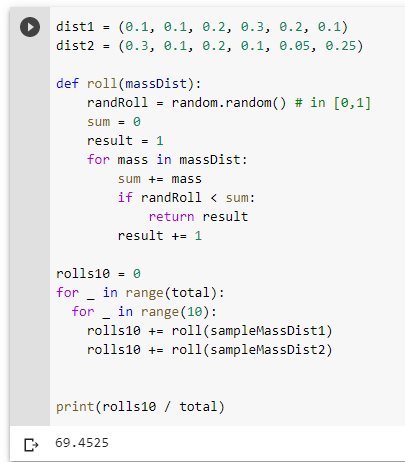 dist1 = (0.1, 0.1, 0.2, 0.3, 0.2, 0.1)
dist2 = (0.3, 0.1, 0.2, 0.1, 0.05, 0.25)

def roll(massDist):
    randRoll = random.random() # in [0,1]
    sum = 0
    result = 1
    for mass in massDist:
        sum += mass
        if randRoll < sum:
            return result
        result += 1

rolls10 = 0
for _ in range(total):
  for _ in range(10):
    rolls10 += roll(sampleMassDist1)
    rolls10 += roll(sampleMassDist2)


print(rolls10 / total)
69.4525